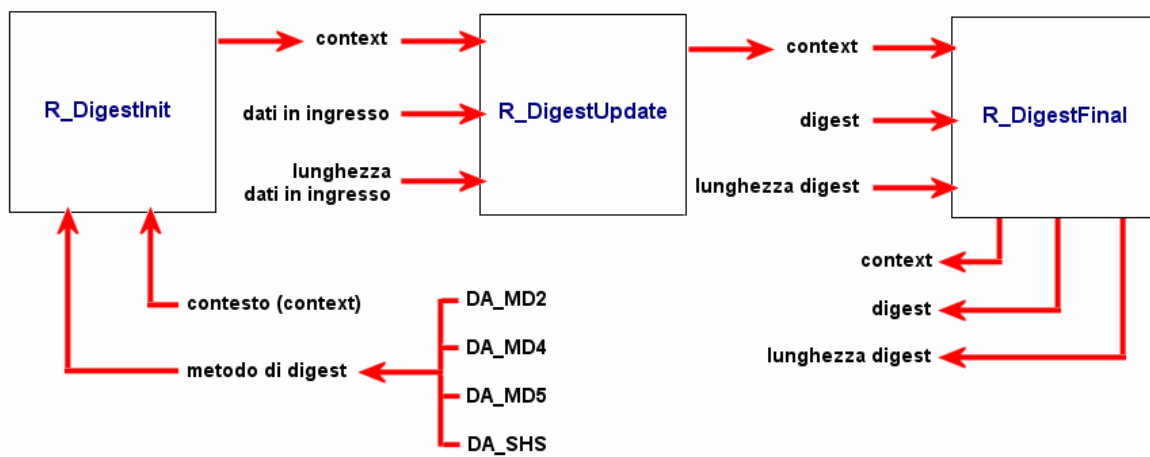 context
context
R_DigestInit
R_DigestUpdate
R_DigestFinal
dati in ingresso
digest
lunghezza
dati in ingresso
lunghezza digest
context
contesto (context)
DA_MD2
digest
DA_MD4
lunghezza digest
metodo di digest
DA_MD5
DA_SHS